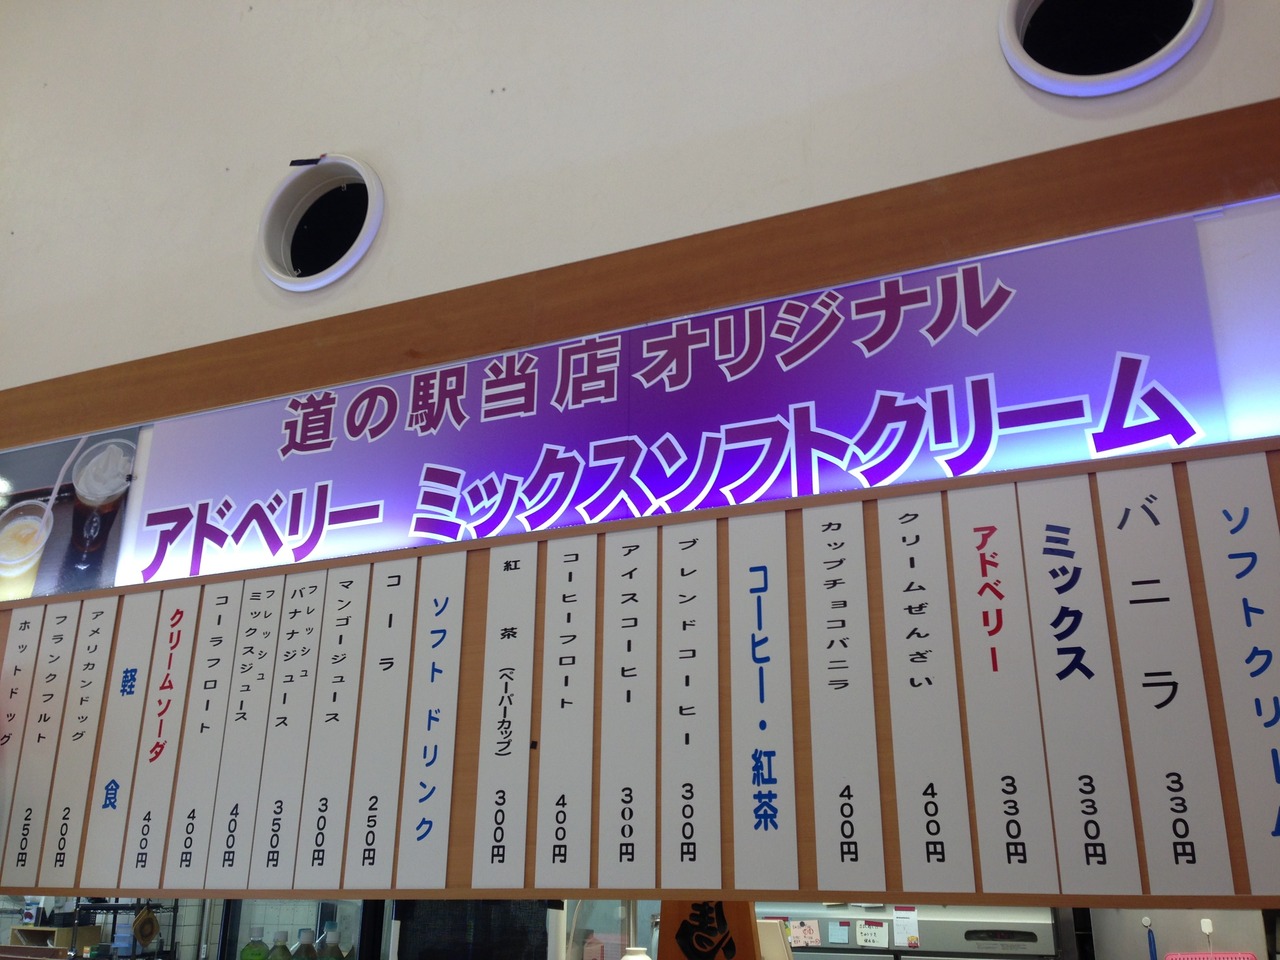 道の駅当店オリジナル
アドベリー ミックスソフトクリーム
ソフトクリーム
バニラ 330円
ミックス 330円
アドベリー 330円
クリームぜんざい 400円
カップチョコバニラ 400円
コーヒー・紅茶
ブレンドコーヒー 300円
アイスコーヒー 300円
コーヒーフロート 400円
紅茶(ペーパーカップ) 300円
ソフトドリンク
コーラ 250円
マンゴージュース 300円
フレッシュ
バナナジュース 350円
フレッシュ
ミックスジュース 400円
コーラフロート 400円
クリームソーダ 400円
軽食
アメリカンドッグ 200円
フランクフルト 250円
ホットドッグ